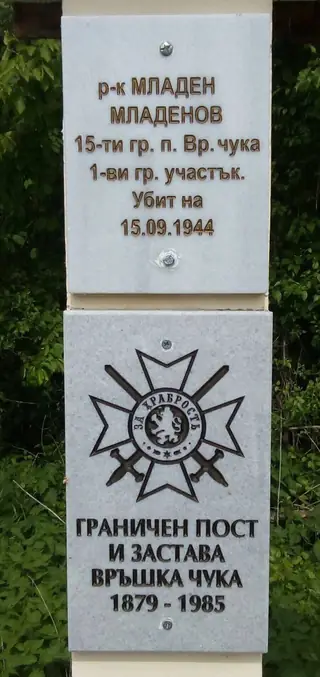 р-к МЛАДЕН
МЛАДЕНОВ
15-ти гр. п. Вр. чука
1-ви гр. участък.
Убит на
15.09.1944
ЗА ХРАБРОСТЬ
ГРАНИЧЕН ПОСТ
И ЗАСТАВА
ВРЪШКА ЧУКА
1879 - 1985